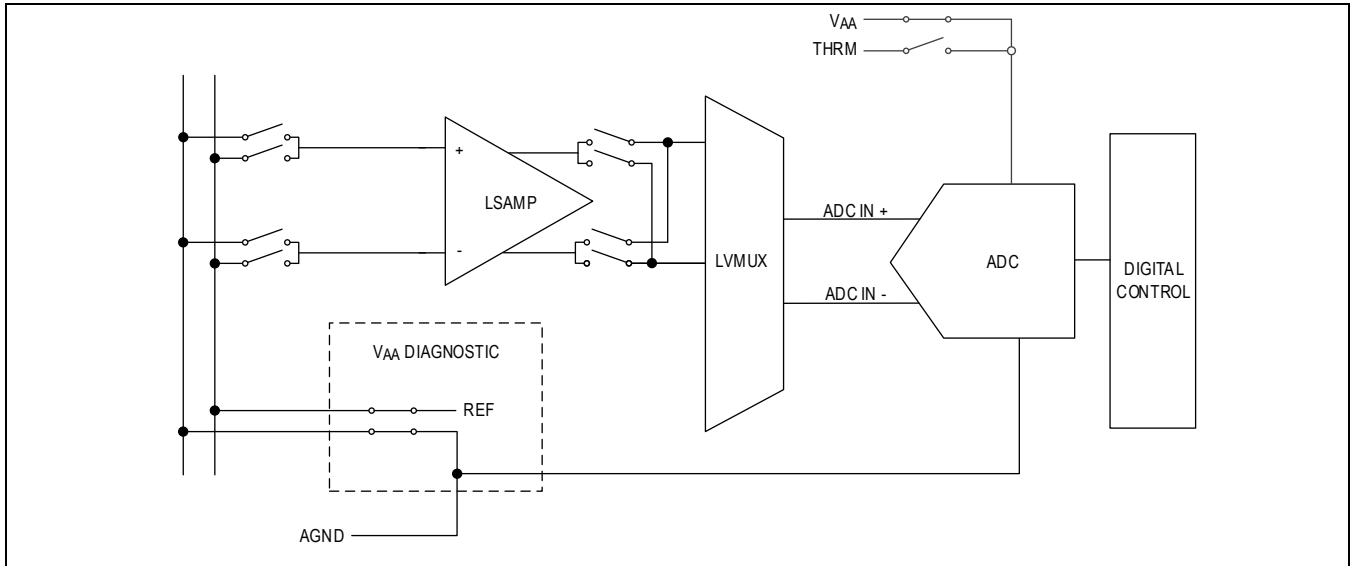 VAA
THRM
+
LSAMP
-
LVMUX
ADC IN +
ADC IN -
ADC
DIGITAL
CONTROL
VAA DIAGNOSTIC
REF
AGND